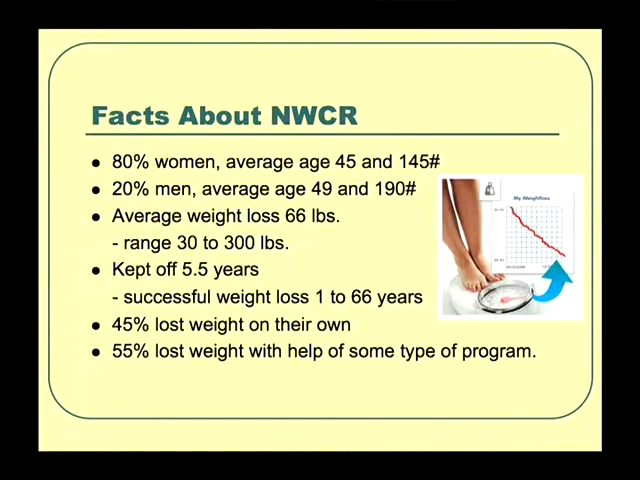 Facts About NWCR
● 80% women, average age 45 and 145#
● 20% men, average age 49 and 190#
● Average weight loss 66 lbs.
- range 30 to 300 lbs.
● Kept off 5.5 years
- successful weight loss 1 to 66 years
● 45% lost weight on their own
● 55% lost weight with help of some type of program.
My Weightloss